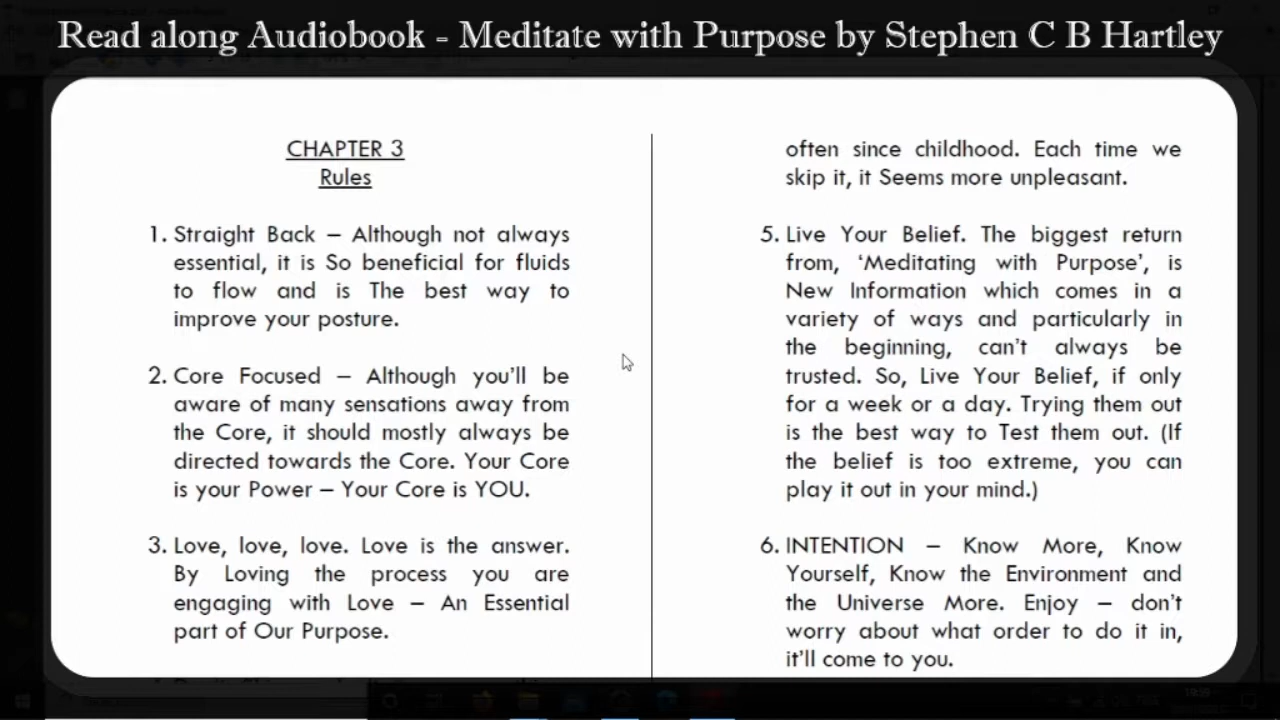 Read along Audiobook - Meditate with Purpose by Stephen C B Hartley
CHAPTER 3
Rules
1. Straight Back – Although not always
essential, it is So beneficial for fluids
to flow and is The best way to
improve your posture.
2. Core Focused – Although you'll be
aware of many sensations away from
the Core, it should mostly always be
directed towards the Core. Your Core
is your Power – Your Core is YOU.
3. Love, love, love. Love is the answer.
By Loving the process you are
engaging with Love – An Essential
part of Our Purpose.
often since childhood. Each time we
skip it, it Seems more unpleasant.
5. Live Your Belief. The biggest return
from, 'Meditating with Purpose', is
New Information which comes in a
variety of ways and particularly in
the beginning, can't always be
trusted. So, Live Your Belief, if only
for a week or a day. Trying them out
is the best way to Test them out. (If
the belief is too extreme, you can
play it out in your mind.)
6. INTENTION – Know More, Know
Yourself, Know the Environment and
the Universe More. Enjoy – don't
worry about what order to do it in,
it'll come to you.